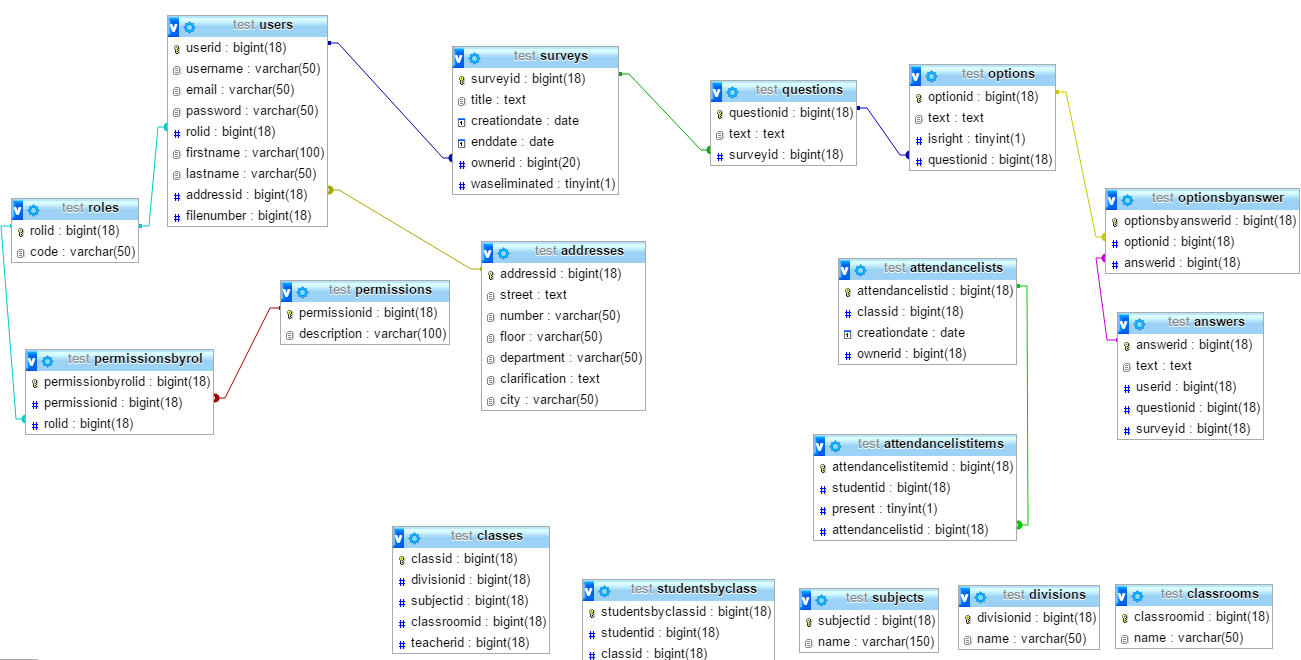 test users
userid : bigint(18)
username : varchar(50)
email : varchar(50)
password : varchar(50)
rolid : bigint(18)
firstname : varchar(100)
lastname : varchar(50)
addressid : bigint(18)
filenumber : bigint(18)
test surveys
surveyid : bigint(18)
title : text
creationdate : date
enddate : date
ownerid : bigint(20)
waseliminated : tinyint(1)
test questions
questionid : bigint(18)
text : text
surveyid : bigint(18)
test options
optionid : bigint(18)
text : text
isright : tinyint(1)
questionid : bigint(18)
test optionsbyanswer
optionsbyanswerid : bigint(18)
optionid : bigint(18)
answerid : bigint(18)
test roles
rolid : bigint(18)
code : varchar(50)
test addresses
addressid : bigint(18)
street : text
number : varchar(50)
floor : varchar(50)
department : varchar(50)
clarification : text
city : varchar(50)
test permissions
permissionid : bigint(18)
description : varchar(100)
test attendancelists
attendancelistid : bigint(18)
classid : bigint(18)
creationdate : date
ownerid : bigint(18)
test answers
answerid : bigint(18)
text : text
userid : bigint(18)
questionid : bigint(18)
surveyid : bigint(18)
test permissionsbyrol
permissionbyrolid : bigint(18)
permissionid : bigint(18)
rolid : bigint(18)
test attendancelistitems
attendancelistitemid : bigint(18)
studentid : bigint(18)
present : tinyint(1)
attendancelistid : bigint(18)
test classes
classid : bigint(18)
divisionid : bigint(18)
subjectid : bigint(18)
classroomid : bigint(18)
teacherid : bigint(18)
test studentsbyclass
studentsbyclassid : bigint(18)
studentid : bigint(18)
classid : bigint(18)
test subjects
subjectid : bigint(18)
name : varchar(150)
test divisions
divisionid : bigint(18)
name : varchar(50)
test classrooms
classroomid : bigint(18)
name : varchar(50)